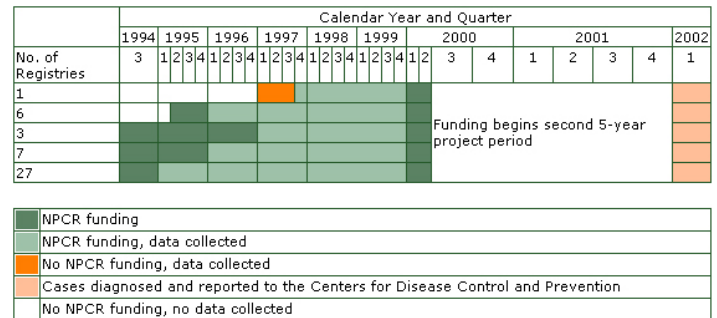 Calendar Year and Quarter
1994 1995 1996 1997 1998 1999 2000 2001 2002
No. of
Registries 3 1 2 3 4 1 2 3 4 1 2 3 4 1 2 3 4 1 2 3 4 1 2 3 4 1 2 3 4 1
1
6
3
7
27
Funding begins second 5-year
project period
NPCR funding
NPCR funding, data collected
No NPCR funding, data collected
Cases diagnosed and reported to the Centers for Disease Control and Prevention
No NPCR funding, no data collected